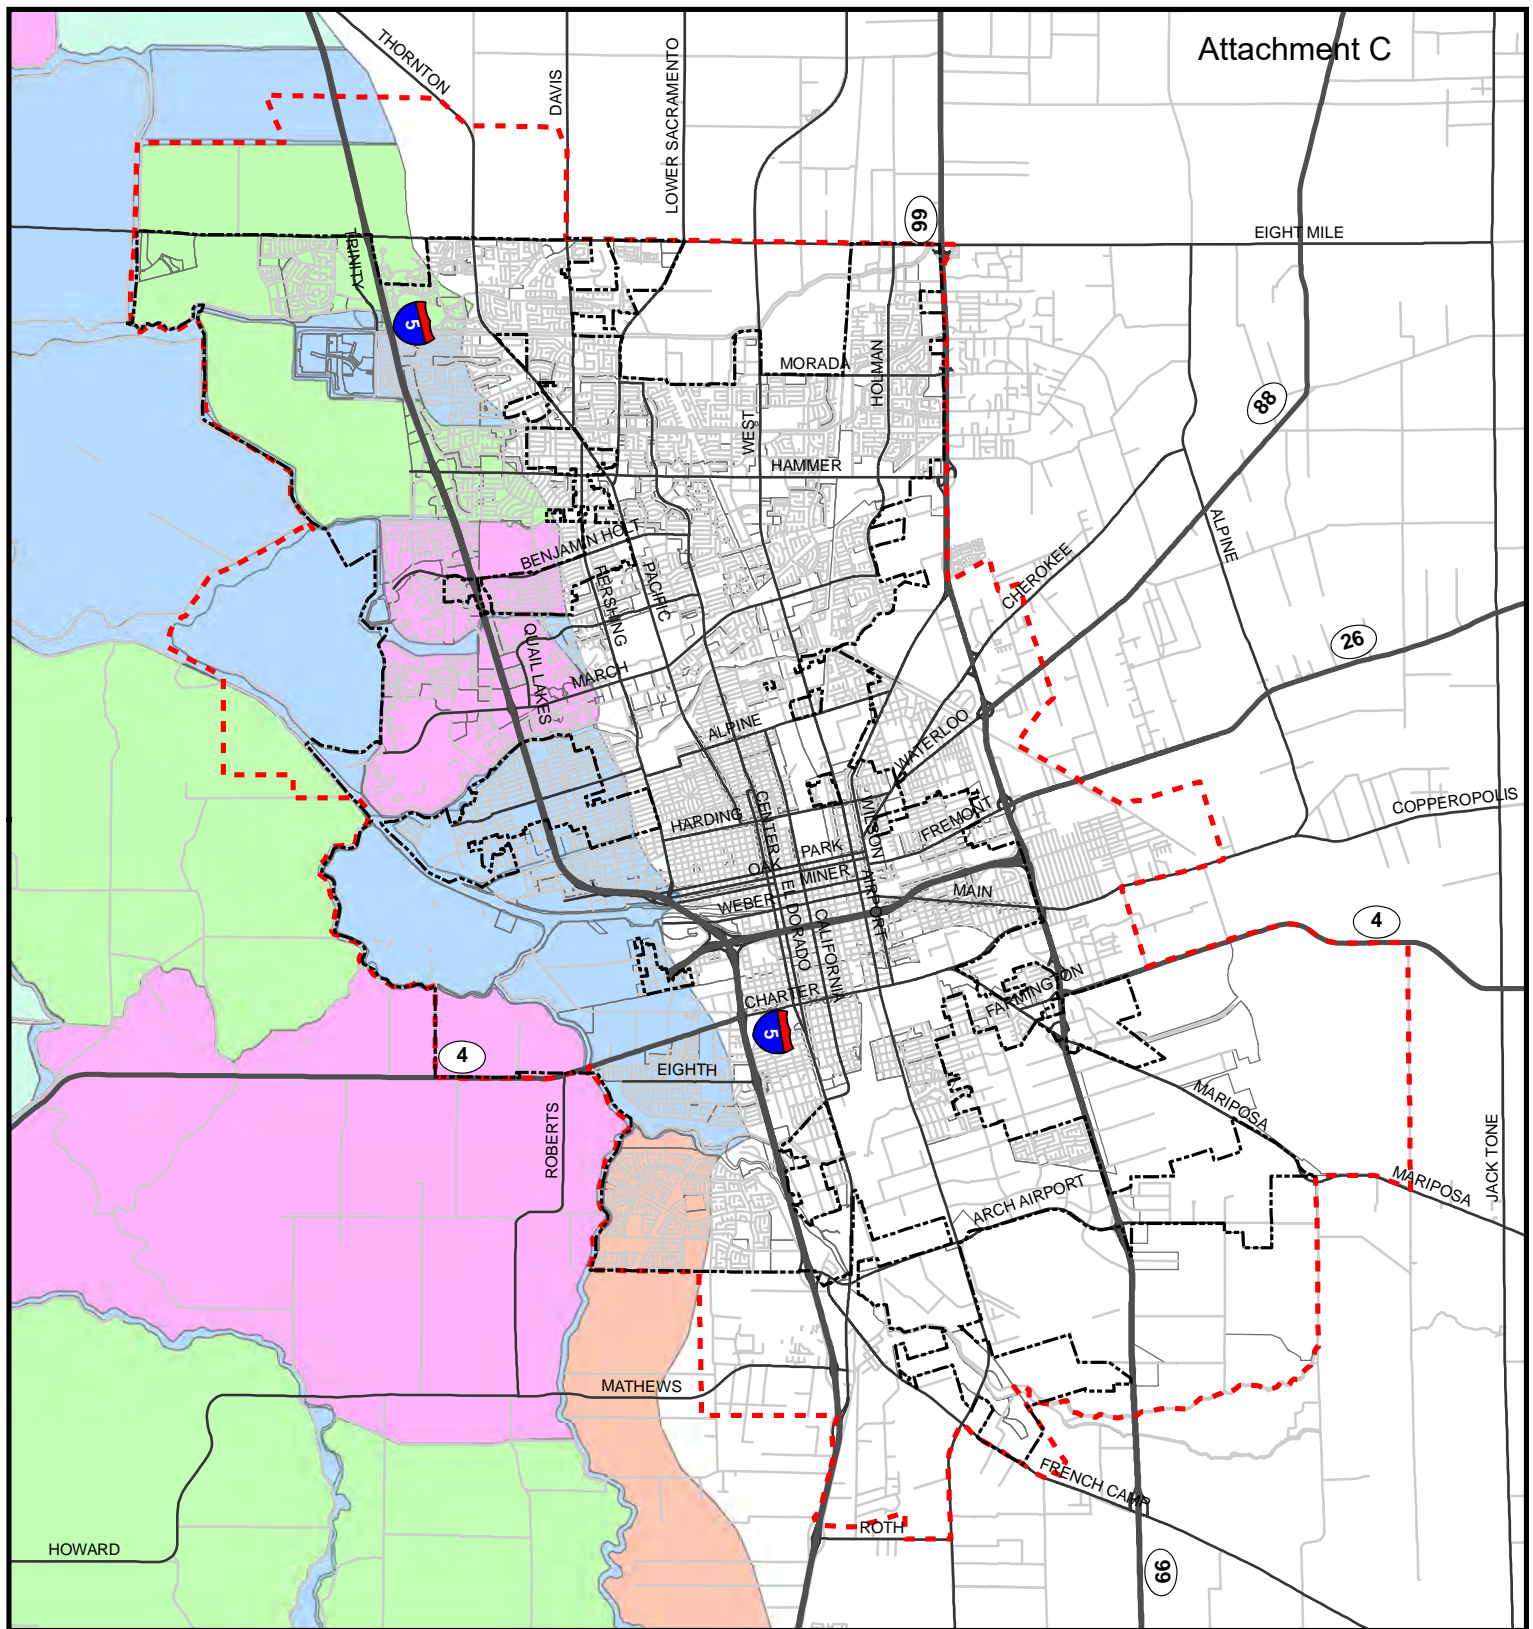 Attachment C
THORNTON
DAVIS
LOWER SACRAMENTO
99
EIGHT MILE
TRINITY
5
MORADA
HOLMAN
88
WEST
HAMMER
ALPINE
BENJAMIN HOLT
PERSHING
PACIFIC
CHEROKEE
26
QUAIL LAKES
MARCH
ALPINE
WATERLOO
COPPEROPOLIS
HARDING
CENTER
WILSON
FREMONT
PARK
OAK
MINER
MAIN
WEBER
EL DORADO
AIRPORT
CALIFORNIA
4
FARMINGTON
CHARTER
5
4
EIGHTH
MARIPOSA
ROBERTS
JACK TONE
MARIPOSA
ARCH AIRPORT
MATHEWS
FRENCH CAMP
ROTH
HOWARD
99